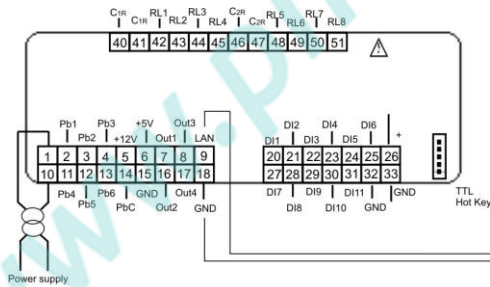 C1R RL1 RL3 C2R RL5 RL7
C1R RL2 RL4 C2R RL6 RL8
40 41 42 43 44 45 46 47 48 49 50 51
Pb1 Pb3 +5V Out3
Pb2 +12V Out1 LAN
DI2 DI4 DI6
DI1 DI3 DI5 +
1 2 3 4 5 6 7 8 9
20 21 22 23 24 25 26
10 11 12 13 14 15 16 17 18
27 28 29 30 31 32 33
Pb4 Pb6 GND Out4
Pb5 PbC Out2 GND
DI7 DI9 DI11 GND
DI8 DI10 GND
TTL
Hot Key
Power supply